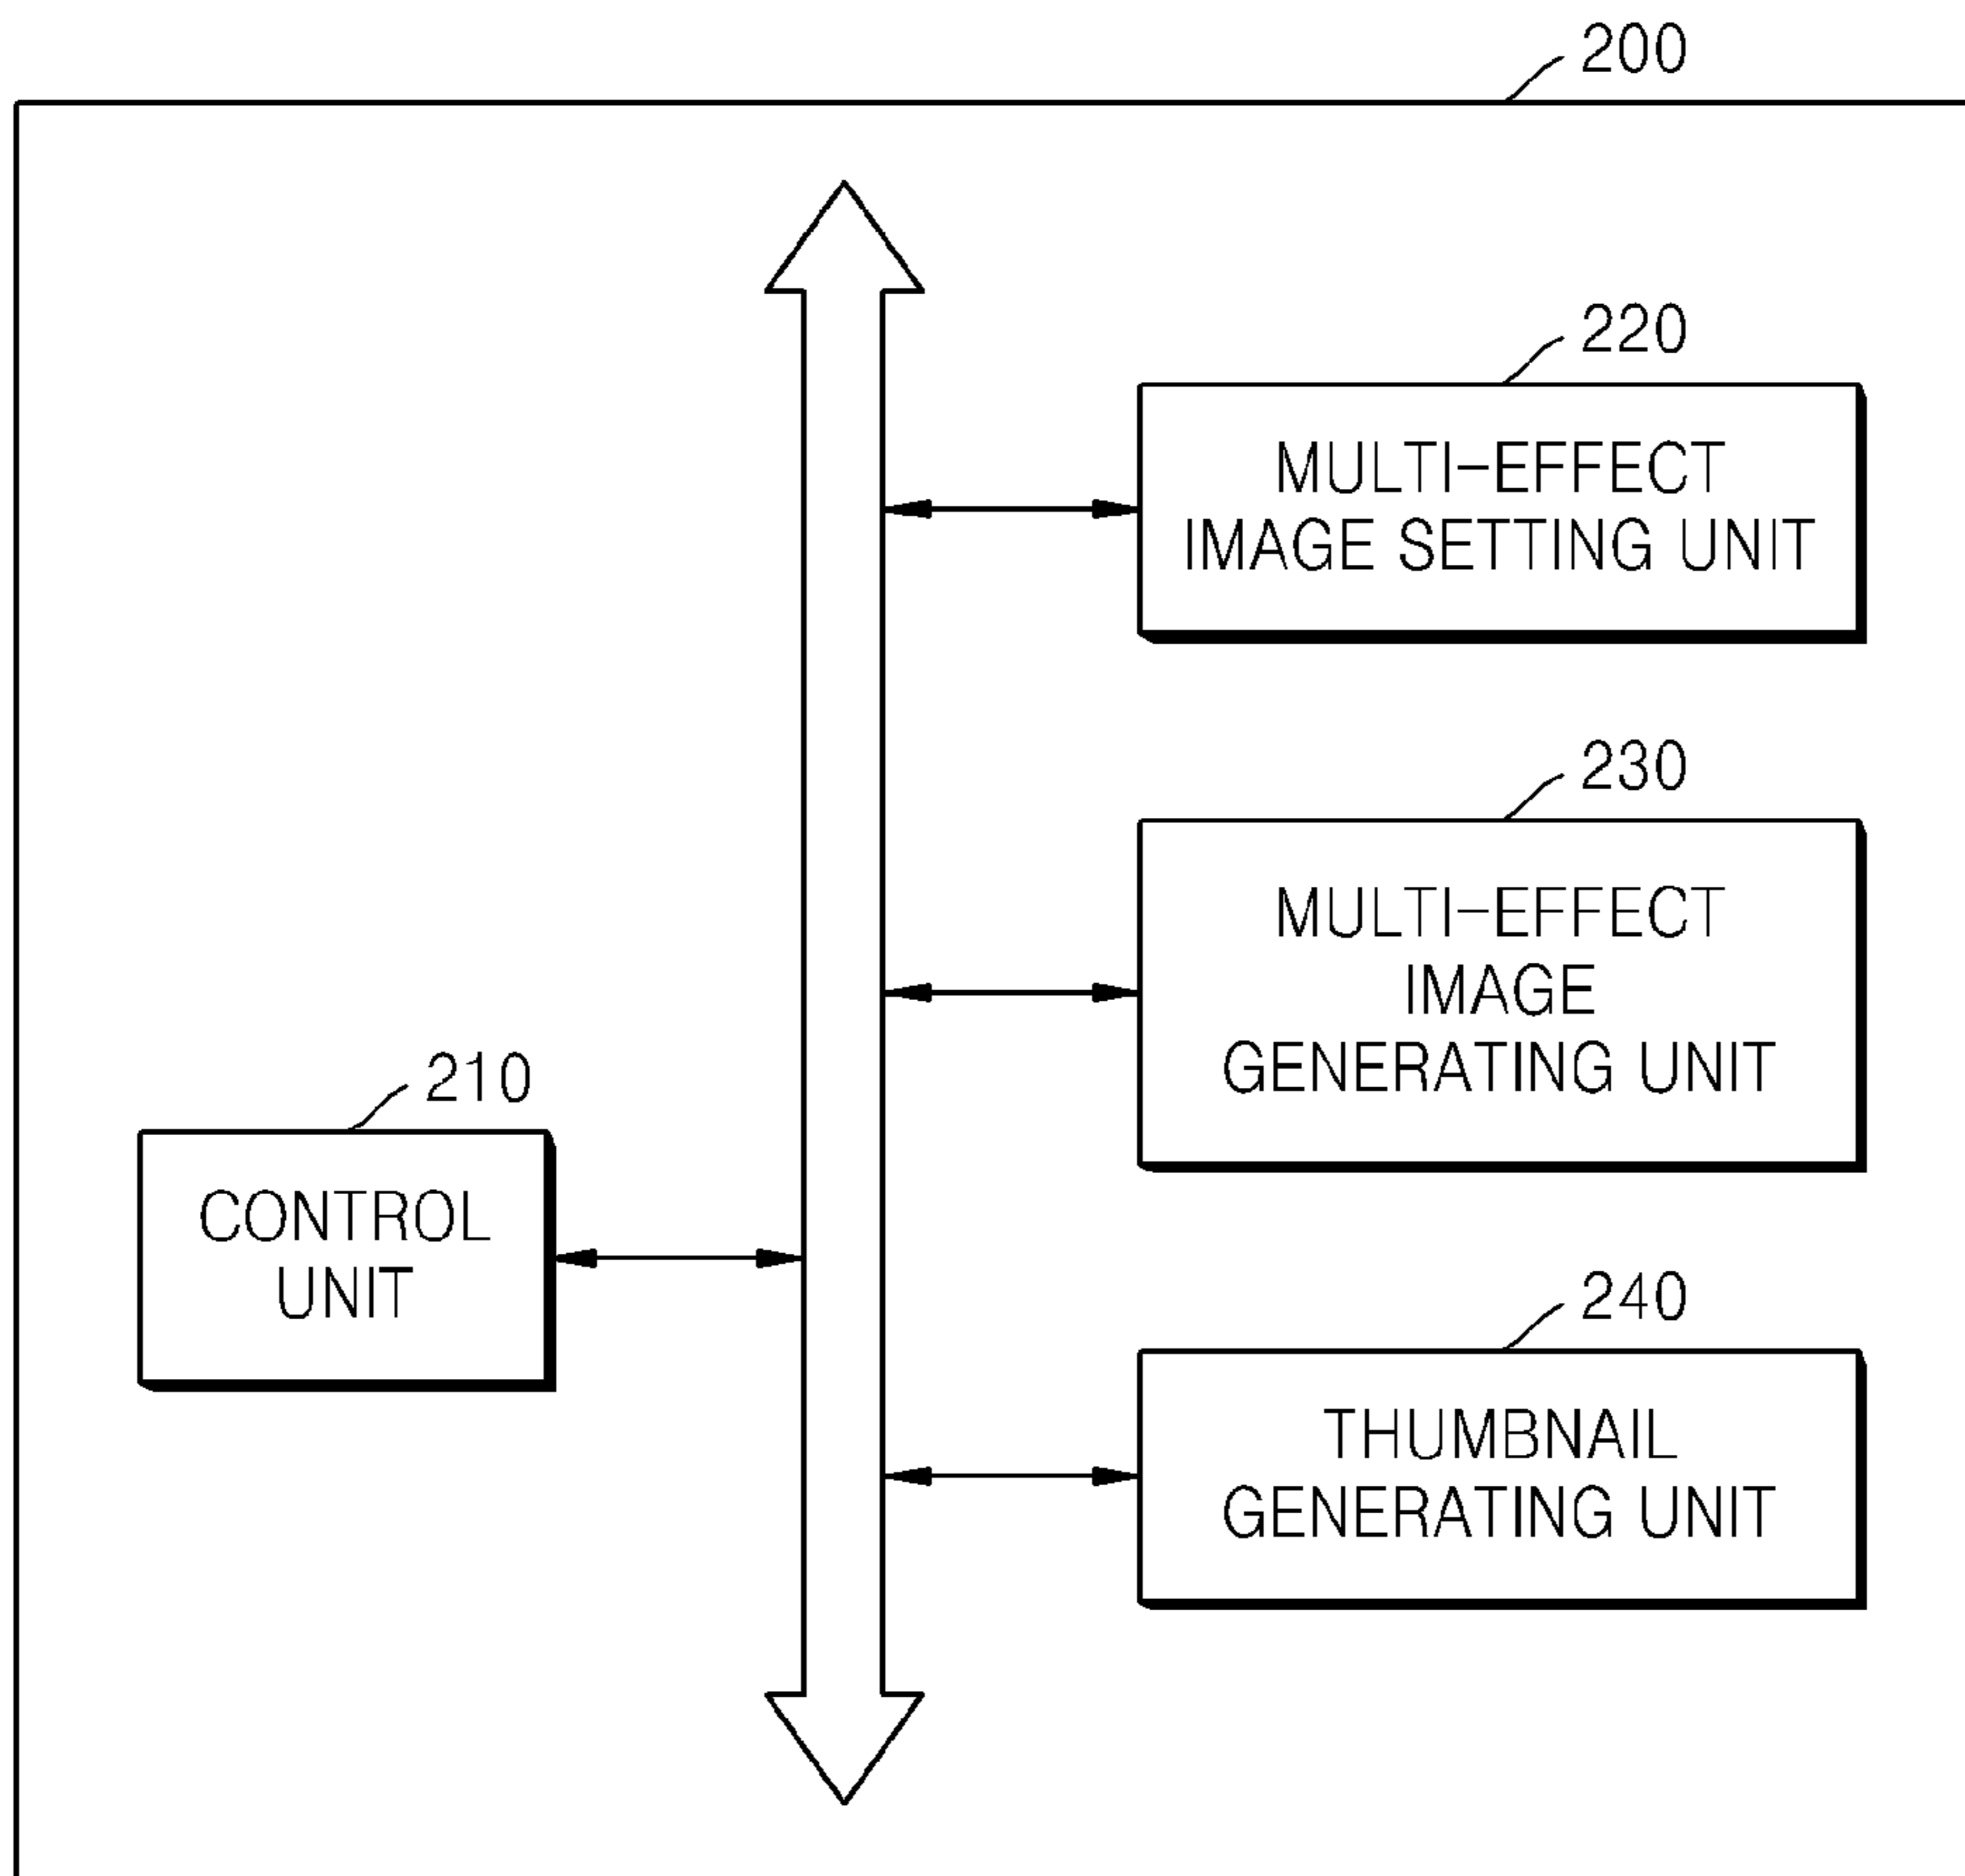 200
220
MULTI-EFFECT
IMAGE SETTING UNIT
230
MULTI-EFFECT
IMAGE
GENERATING UNIT
210
CONTROL
UNIT
240
THUMBNAIL
GENERATING UNIT